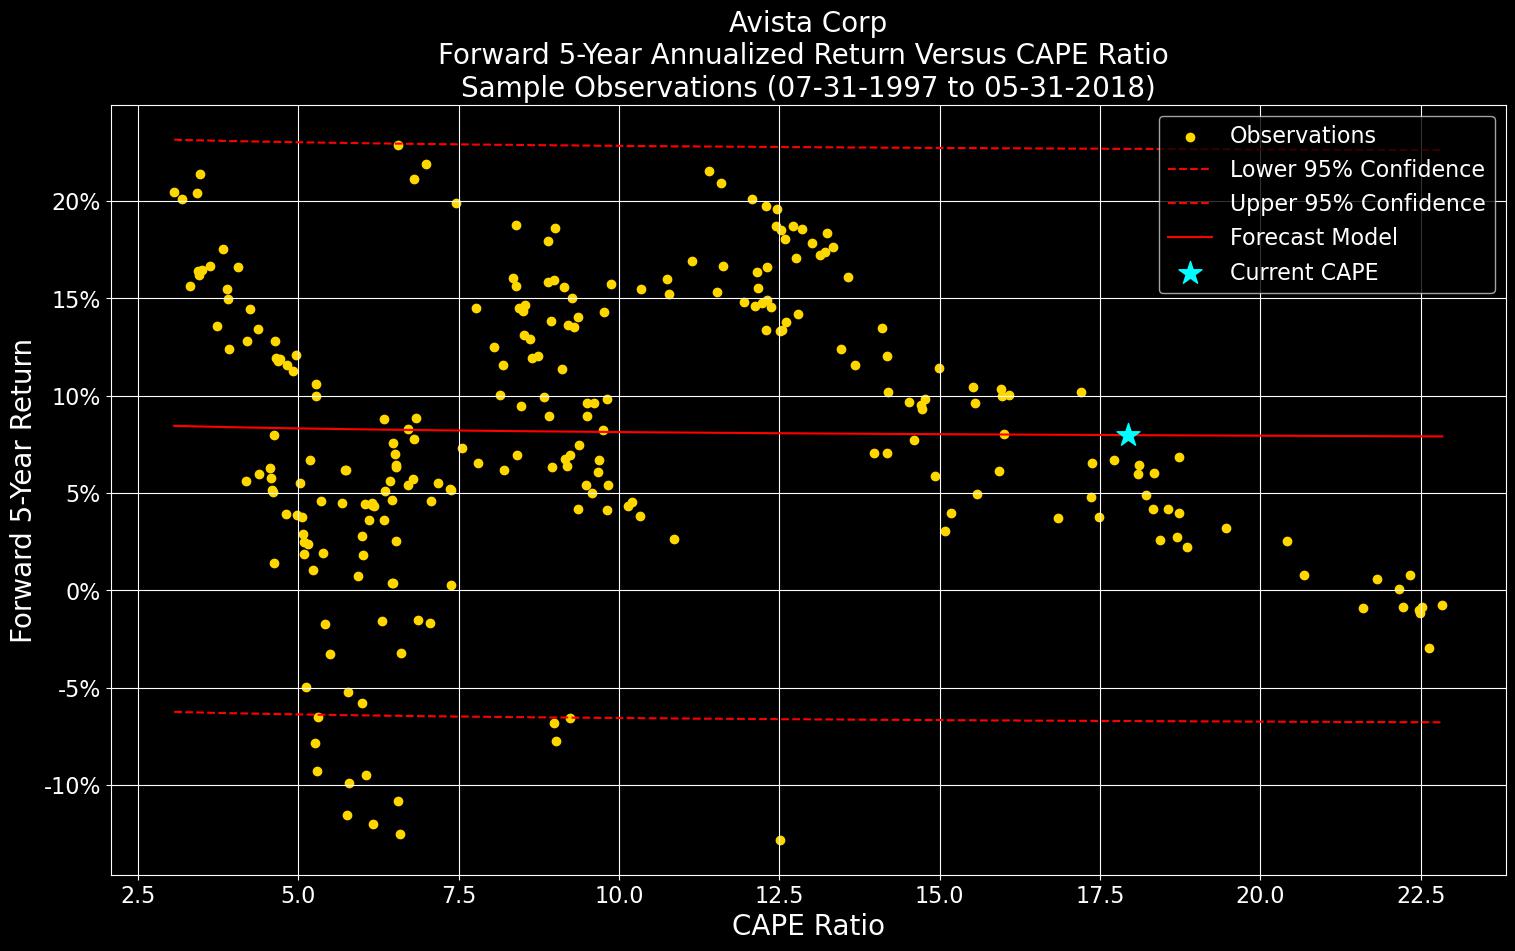 Avista Corp
Forward 5-Year Annualized Return Versus CAPE Ratio
Sample Observations (07-31-1997 to 05-31-2018)
Observations
Lower 95% Confidence
Upper 95% Confidence
Forecast Model
Current CAPE
Forward 5-Year Return
20%
15%
10%
5%
0%
-5%
-10%
2.5 5.0 7.5 10.0 12.5 15.0 17.5 20.0 22.5
CAPE Ratio